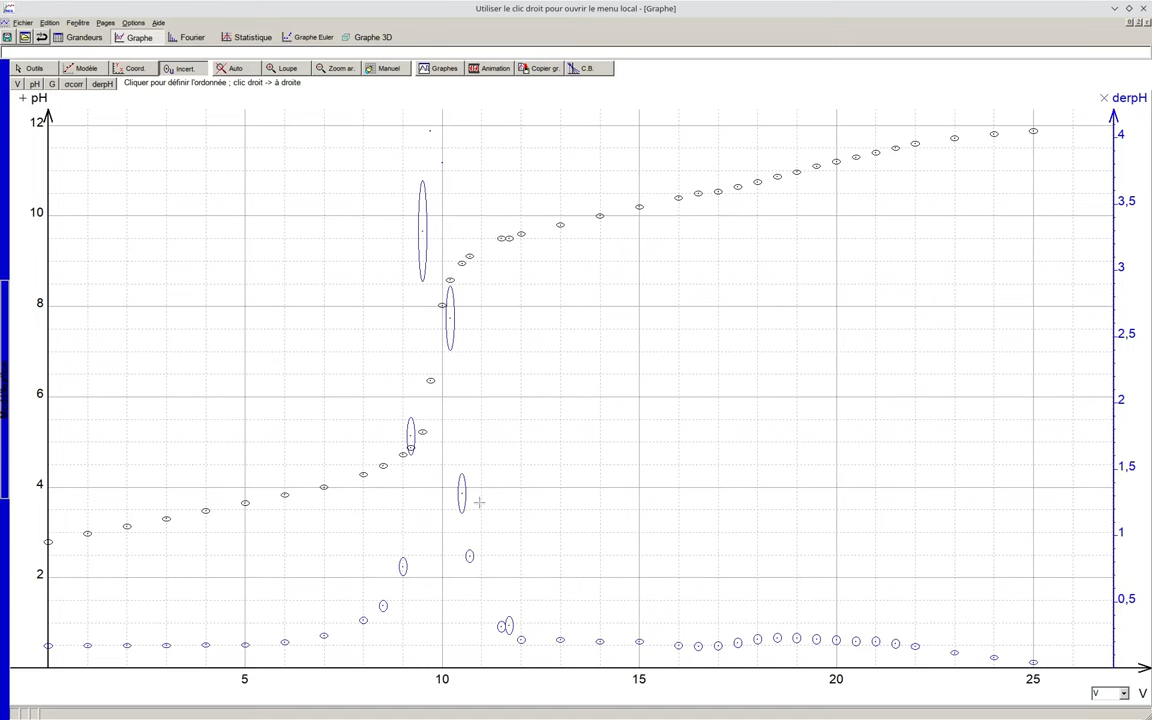 Utiliser le clic droit pour ouvrir le menu local - [Graphe]
Fichier Edition Fenêtre Pages Options Aide
Grandeurs Graphe Fourier Statistique Graphe Euler Graphe 3D
Outils Modèle Coord. Incert. Auto Loupe Zoom ar. Manuel Graphes Animation Copier gr. C.B.
V pH G σcorr derpH Cliquer pour définir l'ordonnée ; clic droit -> à droite
+ pH × derpH
12
4
3,5
10
3
8
2,5
6
2
1,5
4
1
2
0,5
5 10 15 20 25
V V